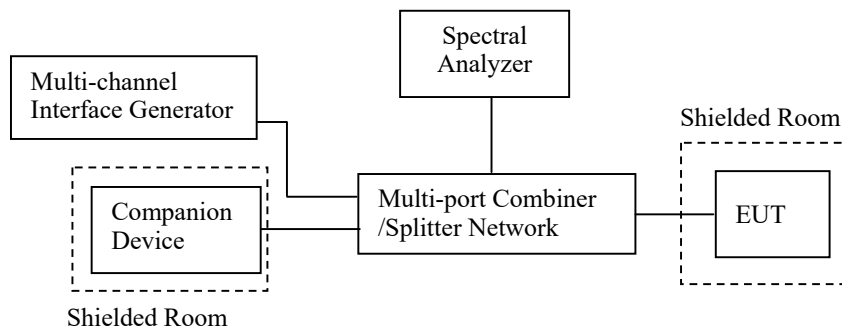 Spectral
Analyzer
Multi-channel
Interface Generator
Shielded Room
Companion
Device
Multi-port Combiner
/Splitter Network
EUT
Shielded Room